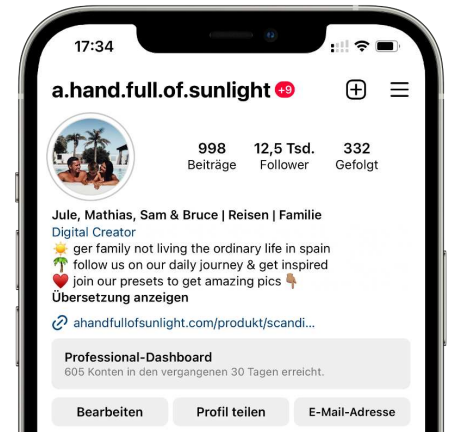 17:34
a.hand.full.of.sunlight +9
998 12,5 Tsd. 332
Beiträge Follower Gefolgt
Jule, Mathias, Sam & Bruce | Reisen | Familie
Digital Creator
☀️ ger family not living the ordinary life in spain
🌴 follow us on our daily journey & get inspired
❤️ join our presets to get amazing pics 👇🏽
Übersetzung anzeigen
ahandfullofsunlight.com/produkt/scandi...
Professional-Dashboard
605 Konten in den vergangenen 30 Tagen erreicht.
Bearbeiten Profil teilen E-Mail-Adresse